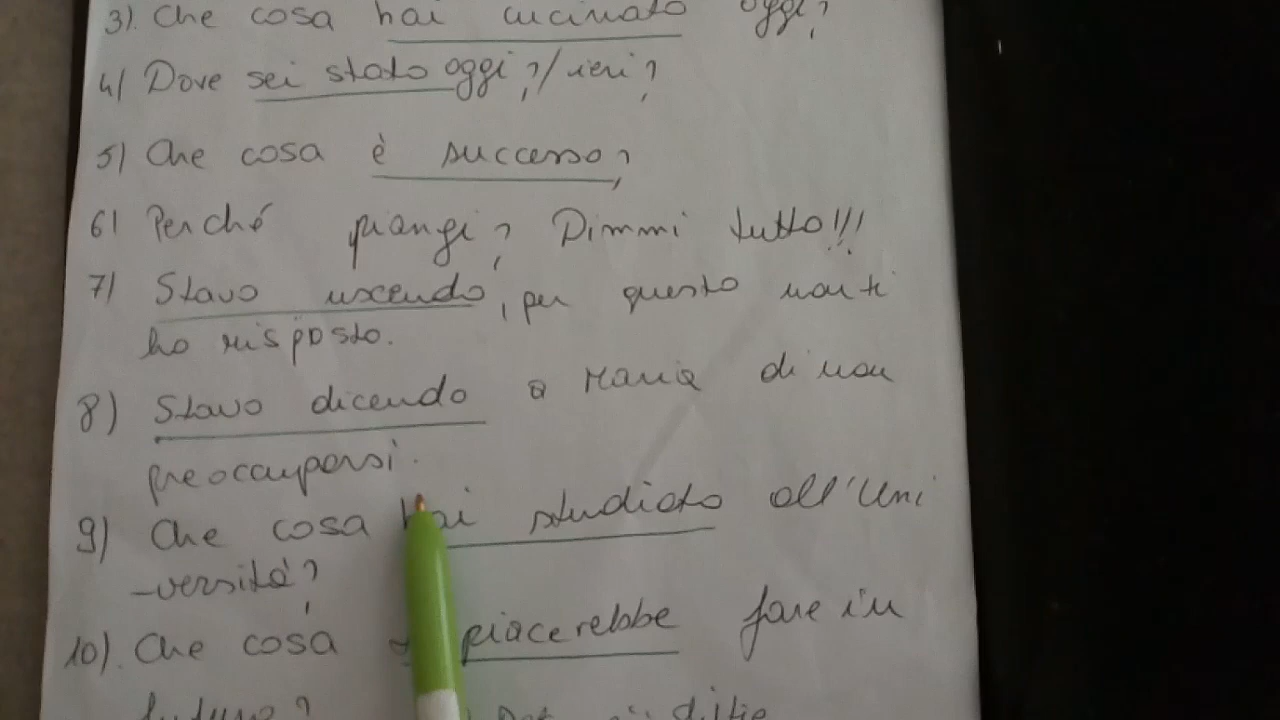 3). Che cosa hai cucinato oggi?
4) Dove sei stato oggi?/ieri?
5) Che cosa è successo?
6) Perché piangi? Dimmi tutto!!!
7) Stavo uscendo, per questo non ti
ho risposto.
8) Stavo dicendo a Maria di non
preoccuparsi.
9) Che cosa hai studiato all'Uni
-versità?
10). Che cosa piacerebbe fare in
futuro?